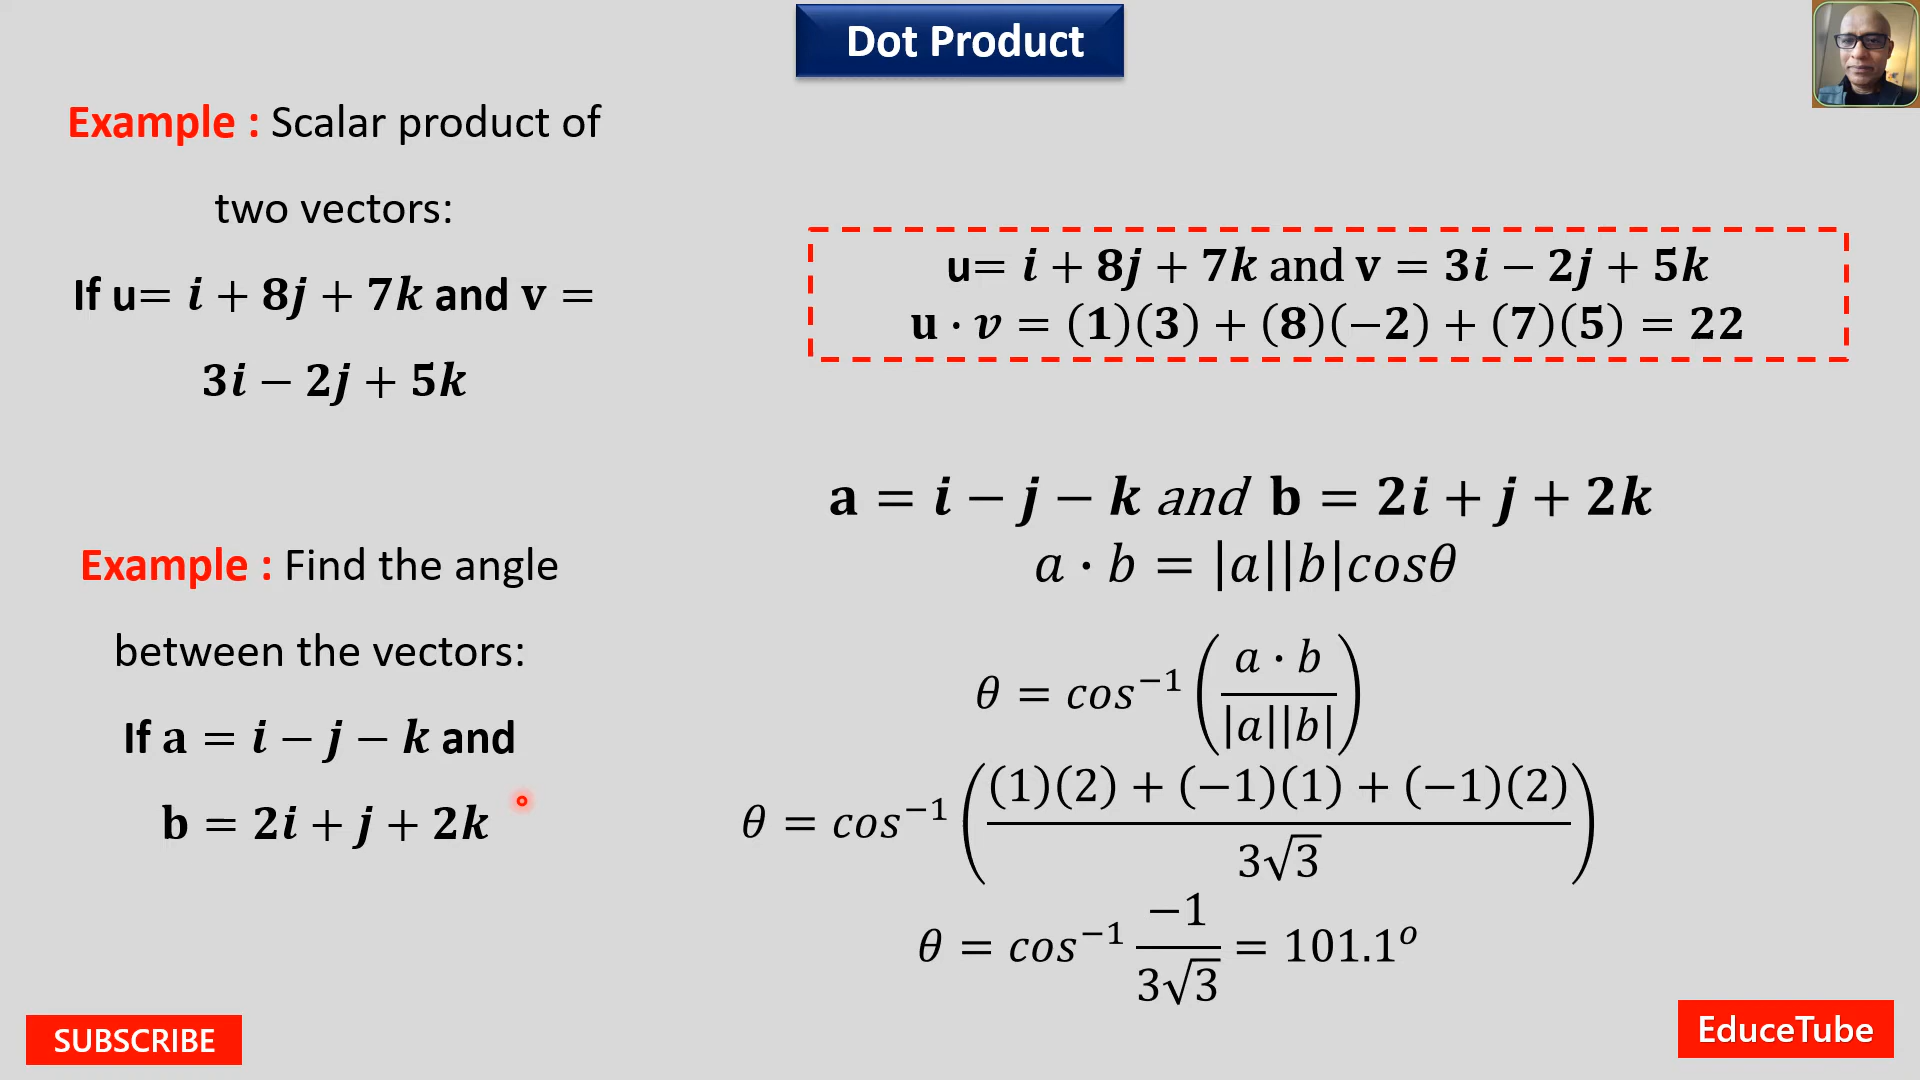 Dot Product
Example : Scalar product of
two vectors:
If u= i + 8j + 7k and v =
3i − 2j + 5k
u= i + 8j + 7k and v = 3i − 2j + 5k
u · v = (1)(3) + (8)(−2) + (7)(5) = 22
Example : Find the angle
between the vectors:
If a = i − j − k and
b = 2i + j + 2k
a = i − j − k and b = 2i + j + 2k
a · b = |a||b|cosθ
θ = cos⁻¹ (a · b / |a||b|)
θ = cos⁻¹ ((1)(2) + (−1)(1) + (−1)(2) / 3√3)
θ = cos⁻¹ −1 / 3√3 = 101.1ᵒ
SUBSCRIBE
EduceTube